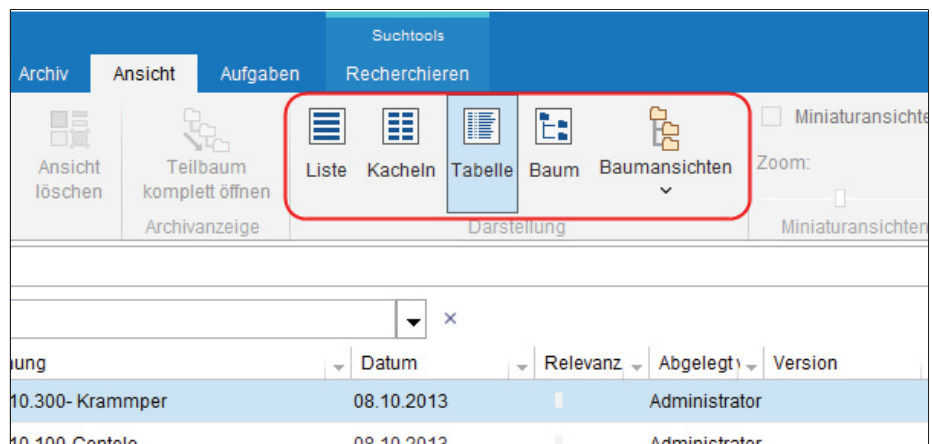 Suchtools
Archiv Ansicht Aufgaben Recherchieren
Ansicht löschen
Teilbaum komplett öffnen
Liste Kacheln Tabelle Baum Baumansichten
Miniaturansichte
Zoom:
Archivanzeige Darstellung Miniaturansichten
nung Datum Relevanz Abgelegt Version
10.300- Krammper 08.10.2013 Administrator
08.10.2013 Administrator